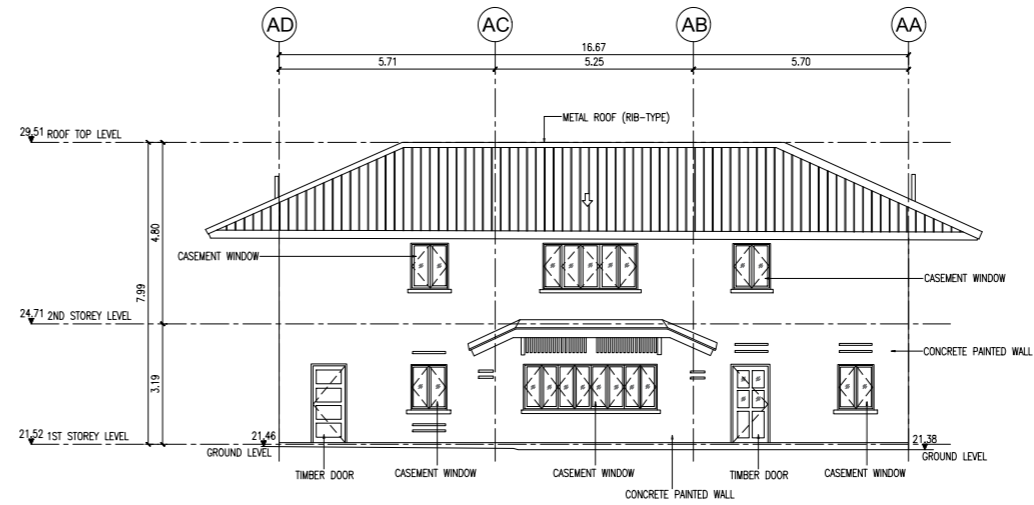 AD
AC
AB
AA
16.67
5.71
5.25
5.70
29.51 ROOF TOP LEVEL
METAL ROOF (RIB-TYPE)
4.80
7.99
CASEMENT WINDOW
CASEMENT WINDOW
24.71 2ND STOREY LEVEL
CONCRETE PAINTED WALL
3.19
21.52 1ST STOREY LEVEL
21.46
GROUND LEVEL
21.38
GROUND LEVEL
TIMBER DOOR
CASEMENT WINDOW
CASEMENT WINDOW
TIMBER DOOR
CASEMENT WINDOW
CONCRETE PAINTED WALL